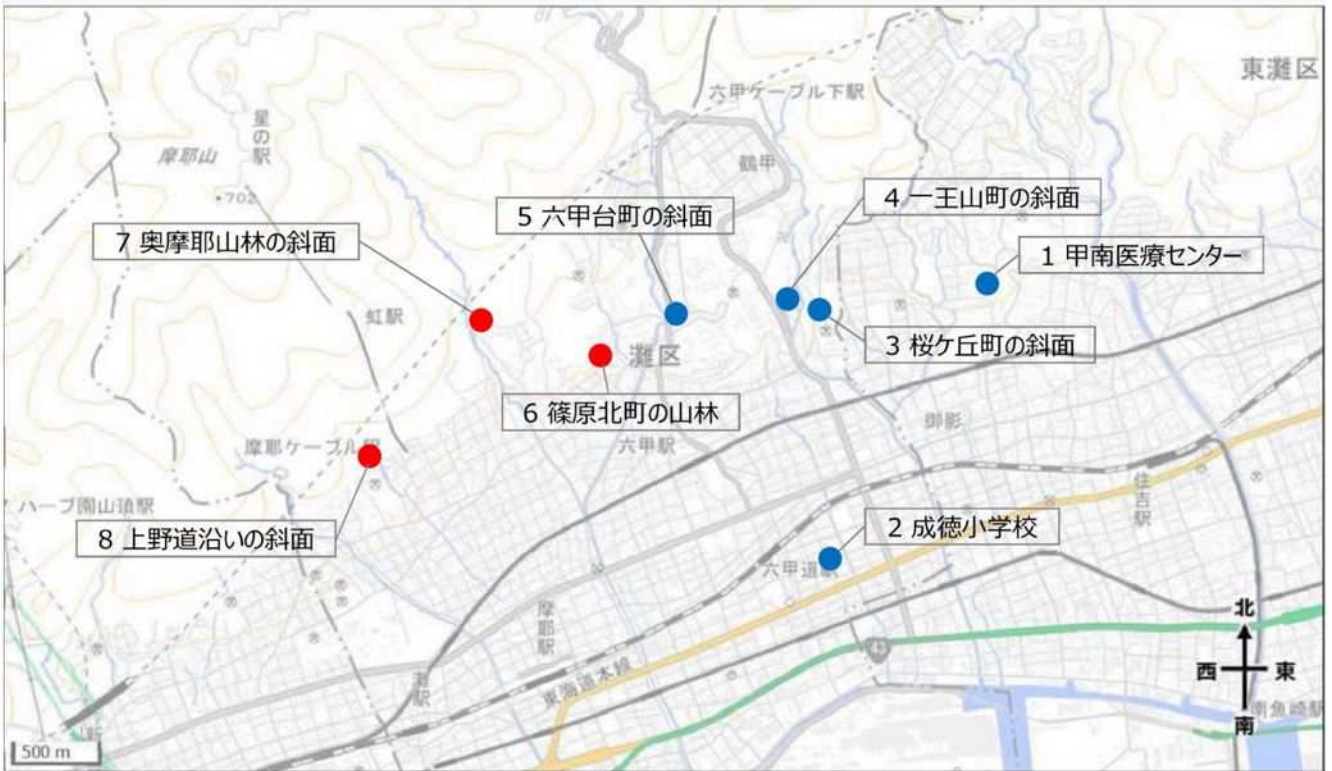 東灘区
六甲ケーブル下駅
星の駅
摩耶山
・702
鶴甲
4 一王山町の斜面
5 六甲台町の斜面
7 奥摩耶山林の斜面
1 甲南医療センター
虹駅
3 桜ケ丘町の斜面
灘区
6 篠原北町の山林
御影
六甲駅
摩耶ケーブル駅
住吉駅
ハーブ園山頂駅
8 上野道沿いの斜面
2 成徳小学校
六甲道駅
摩耶駅
北
43
西
東
東海道本線
灘駅
南
南魚崎駅
500 m